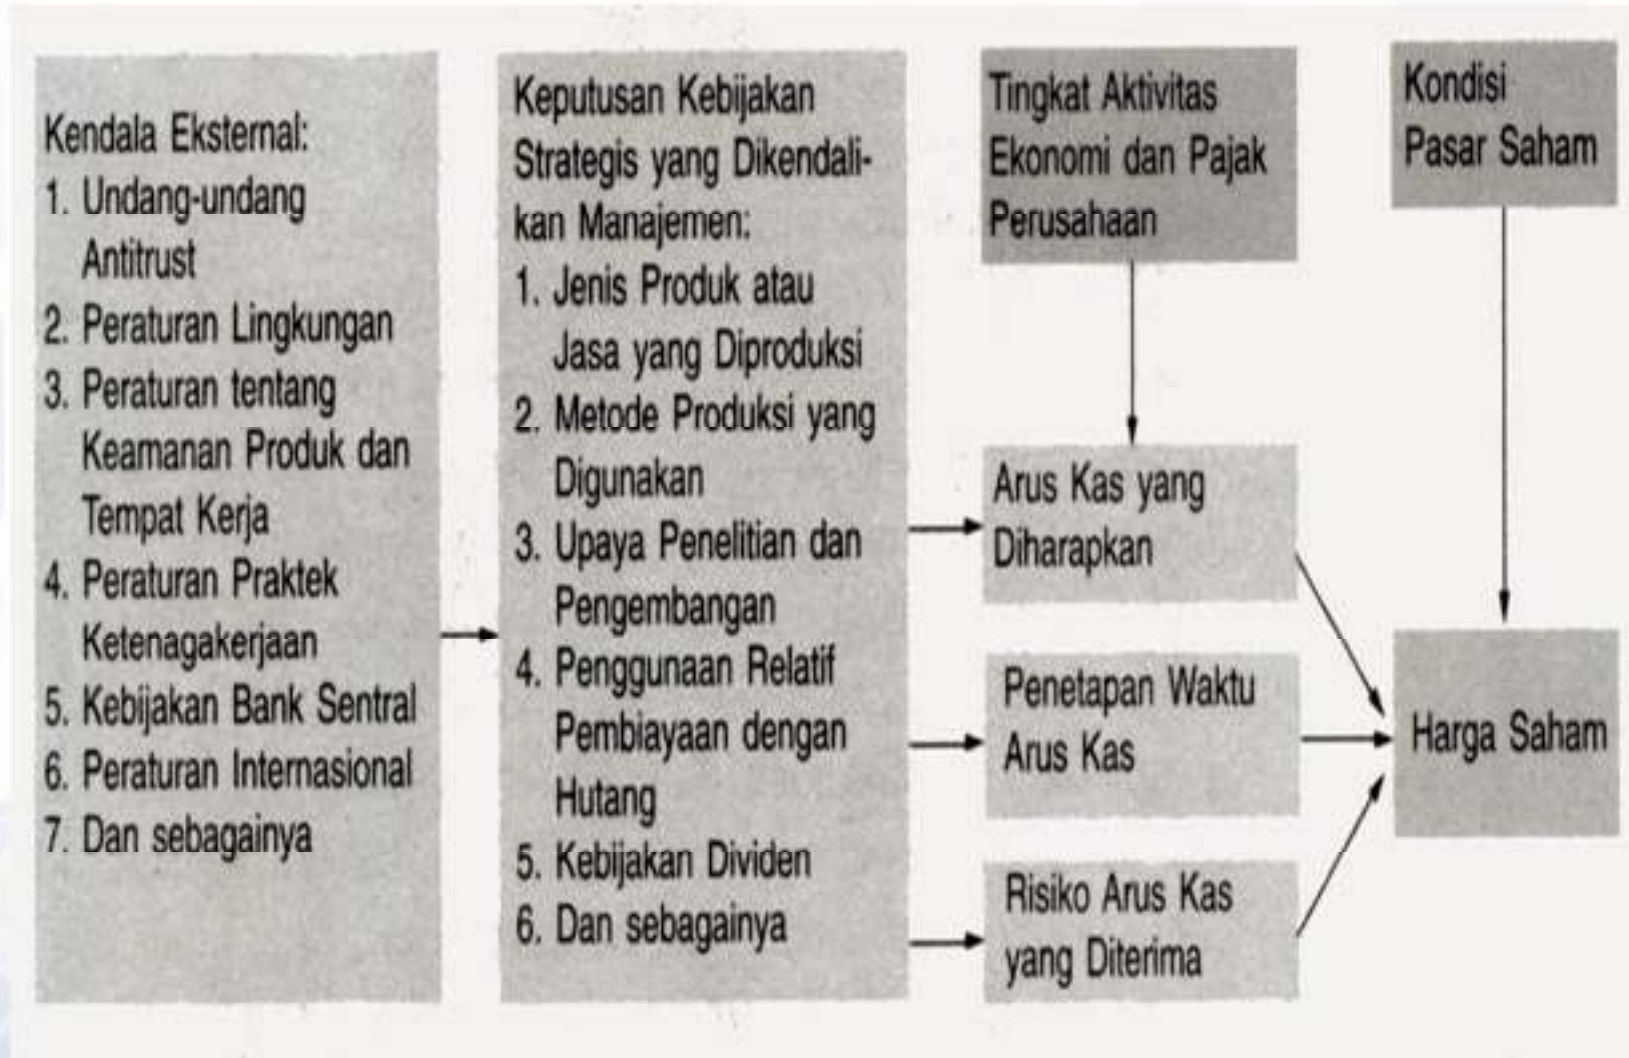 Kendala Eksternal:
1. Undang-undang
Antitrust
2. Peraturan Lingkungan
3. Peraturan tentang
Keamanan Produk dan
Tempat Kerja
4. Peraturan Praktek
Ketenagakerjaan
5. Kebijakan Bank Sentral
6. Peraturan Internasional
7. Dan sebagainya
Keputusan Kebijakan
Strategis yang Dikendali-
kan Manajemen:
1. Jenis Produk atau
Jasa yang Diproduksi
2. Metode Produksi yang
Digunakan
3. Upaya Penelitian dan
Pengembangan
4. Penggunaan Relatif
Pembiayaan dengan
Hutang
5. Kebijakan Dividen
6. Dan sebagainya
Tingkat Aktivitas
Ekonomi dan Pajak
Perusahaan
Arus Kas yang
Diharapkan
Penetapan Waktu
Arus Kas
Risiko Arus Kas
yang Diterima
Kondisi
Pasar Saham
Harga Saham